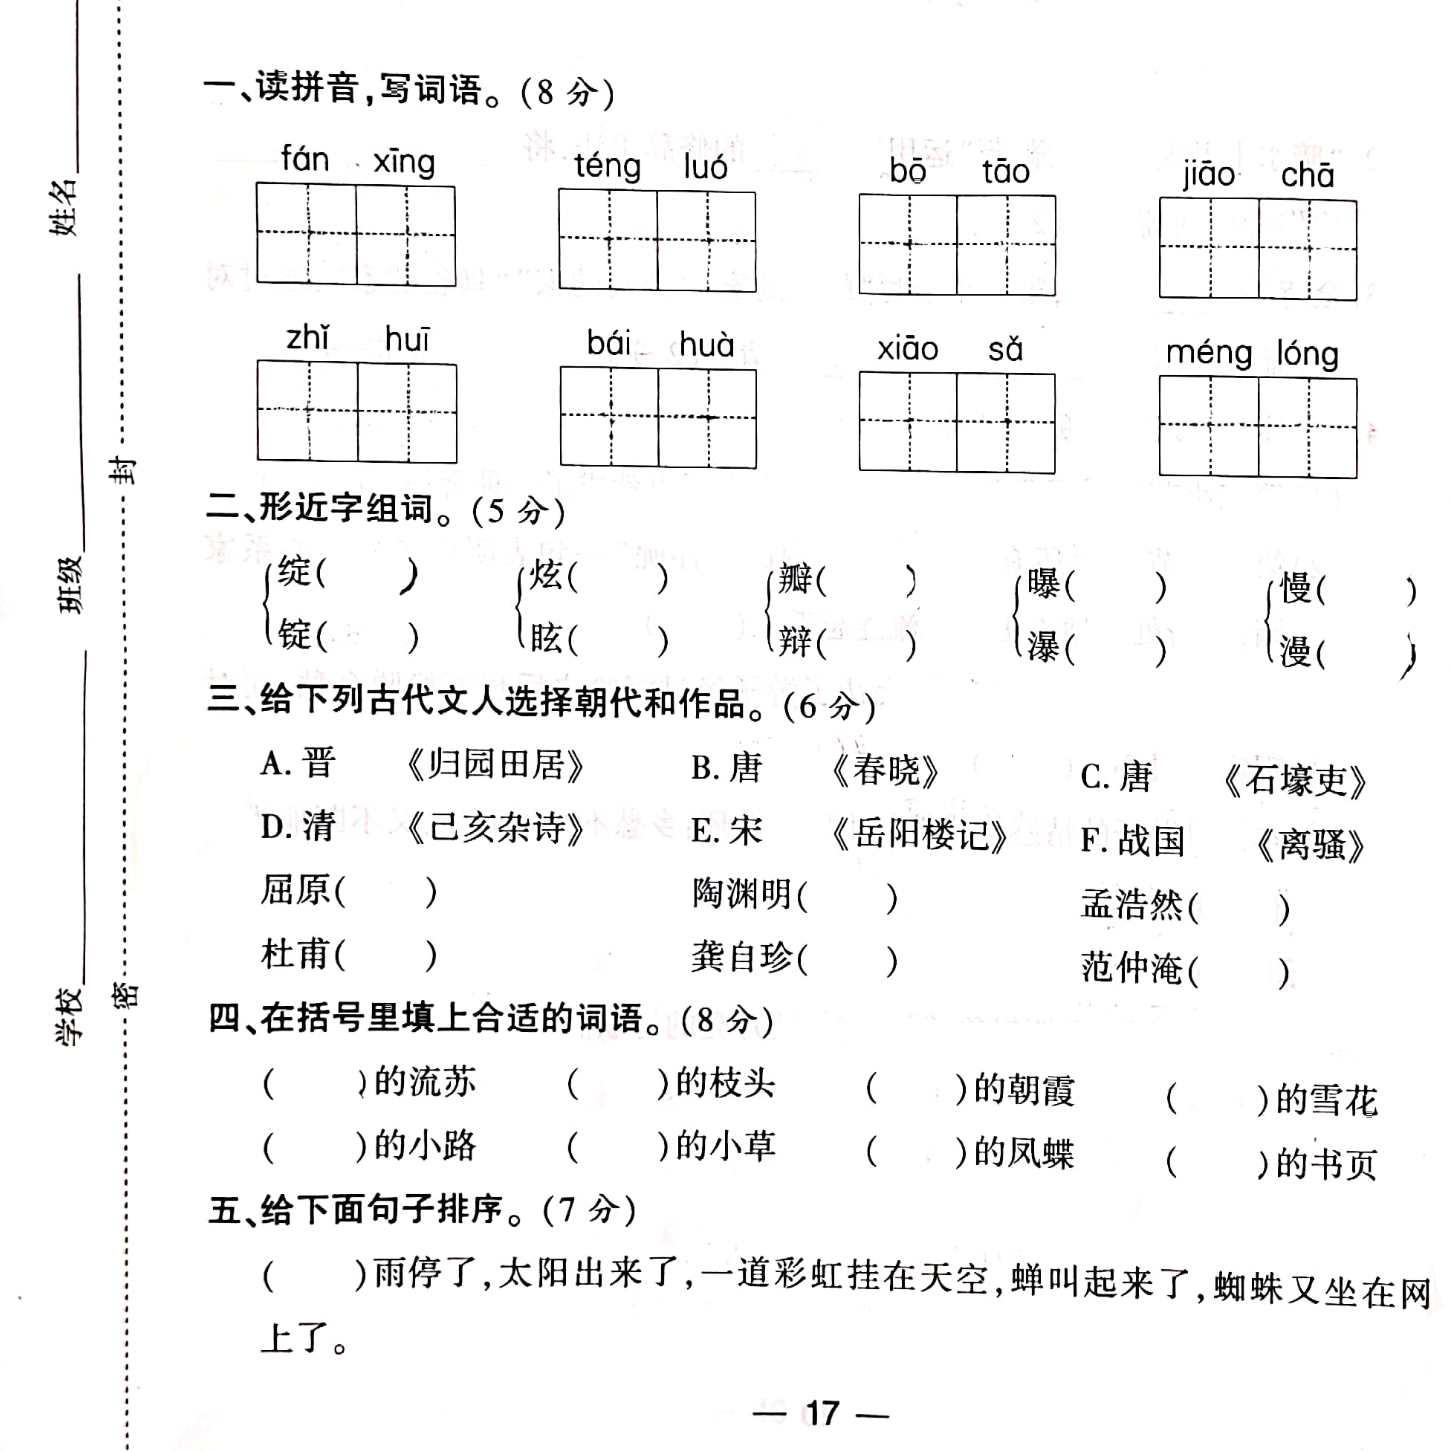 一、读拼音,写词语。(8 分)
fán xīng téng luó bō tāo jiāo chā
zhǐ huī bái huà xiāo sǎ méng lóng
二、形近字组词。(5 分)
绽( ) 炫( ) 瓣( ) 曝( ) 慢( )
锭( ) 眩( ) 辩( ) 瀑( ) 漫( )
三、给下列古代文人选择朝代和作品。(6 分)
A. 晋 《归园田居》 B. 唐 《春晓》 C. 唐 《石壕吏》
D. 清 《己亥杂诗》 E. 宋 《岳阳楼记》 F. 战国 《离骚》
屈原( ) 陶渊明( ) 孟浩然( )
杜甫( ) 龚自珍( ) 范仲淹( )
四、在括号里填上合适的词语。(8 分)
( )的流苏 ( )的枝头 ( )的朝霞 ( )的雪花
( )的小路 ( )的小草 ( )的凤蝶 ( )的书页
五、给下面句子排序。(7 分)
( )雨停了,太阳出来了,一道彩虹挂在天空,蝉叫起来了,蜘蛛又坐在网
上了。
— 17 —
学校 班级 姓名
密 封